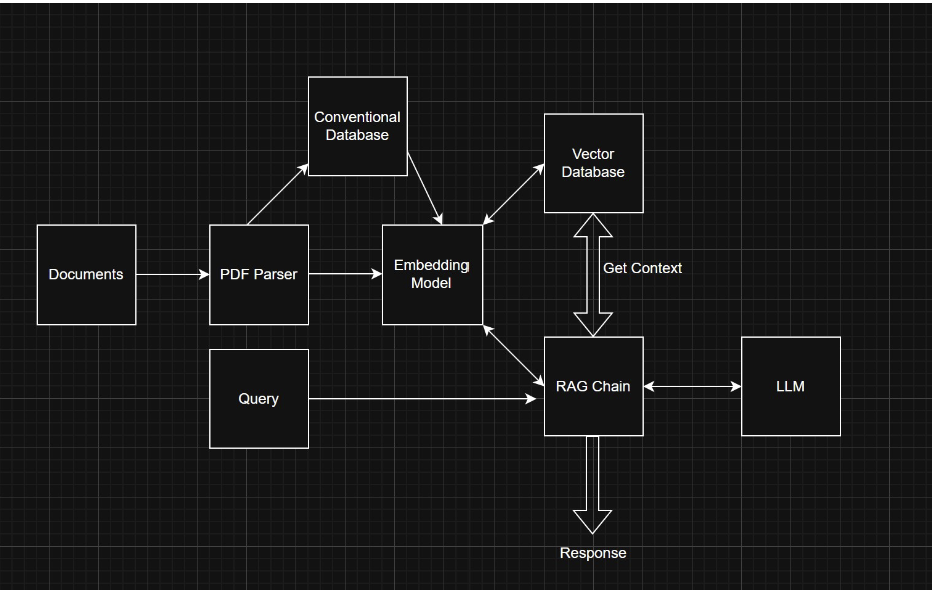 Conventional
Database
Vector
Database
Documents
PDF Parser
Embedding
Model
Get Context
Query
RAG Chain
LLM
Response